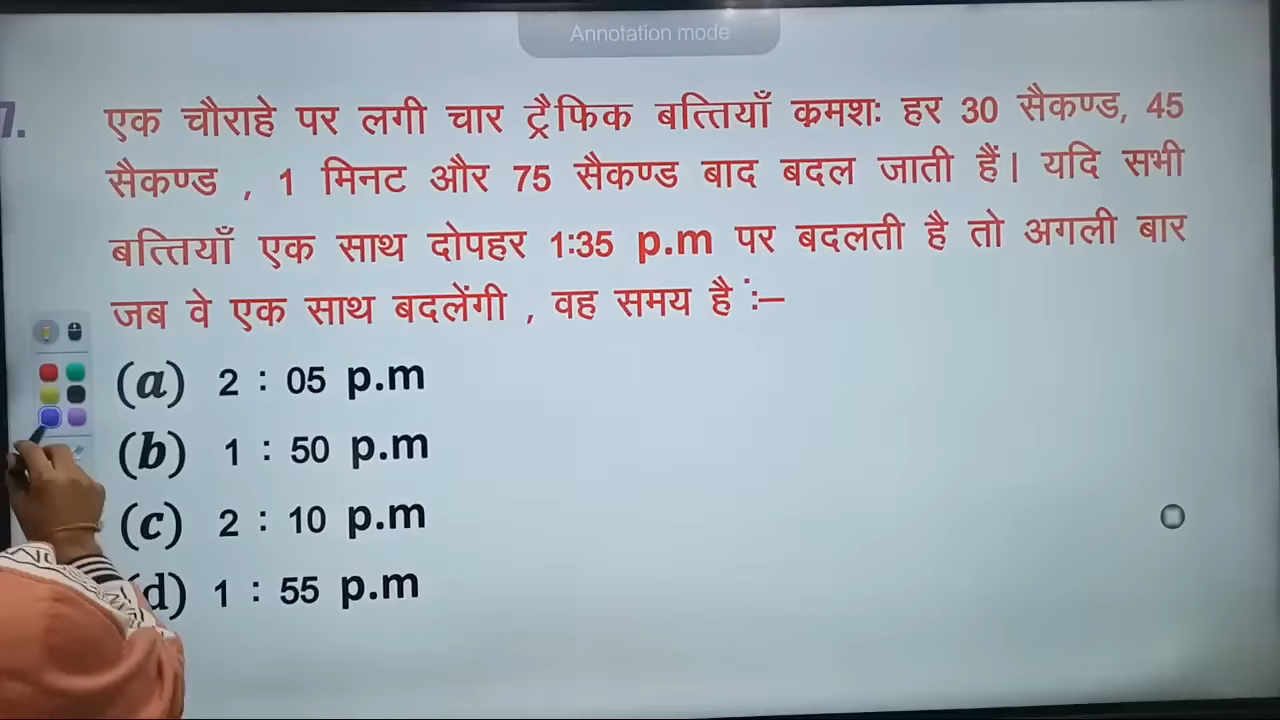 Annotation mode
7. एक चौराहे पर लगी चार ट्रैफिक बत्तियाँ क्रमशः हर 30 सैकण्ड, 45
सैकण्ड , 1 मिनट और 75 सैकण्ड बाद बदल जाती हैं। यदि सभी
बत्तियाँ एक साथ दोपहर 1:35 p.m पर बदलती है तो अगली बार
जब वे एक साथ बदलेंगी , वह समय है :–
(a) 2 : 05 p.m
(b) 1 : 50 p.m
(c) 2 : 10 p.m
(d) 1 : 55 p.m